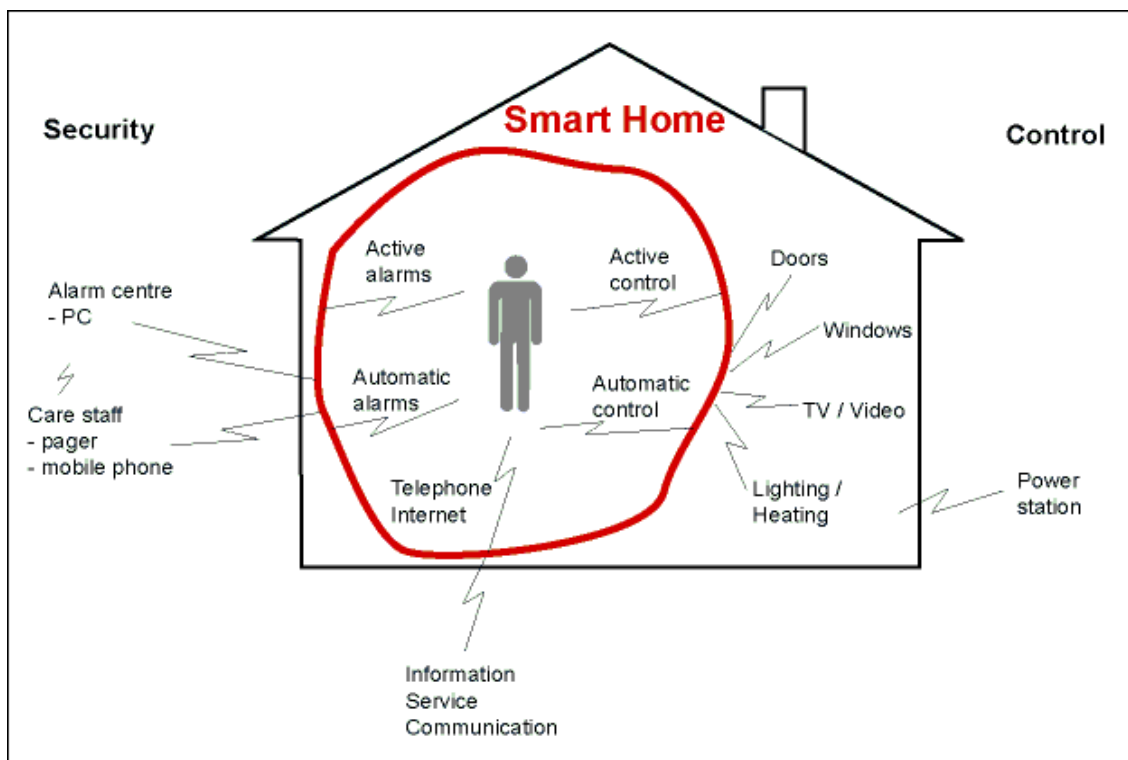 Smart Home
Security
Control
Active
alarms
Active
control
Doors
Alarm centre
- PC
Windows
Automatic
alarms
Automatic
control
TV / Video
Care staff
- pager
- mobile phone
Telephone
Internet
Lighting /
Heating
Power
station
Information
Service
Communication